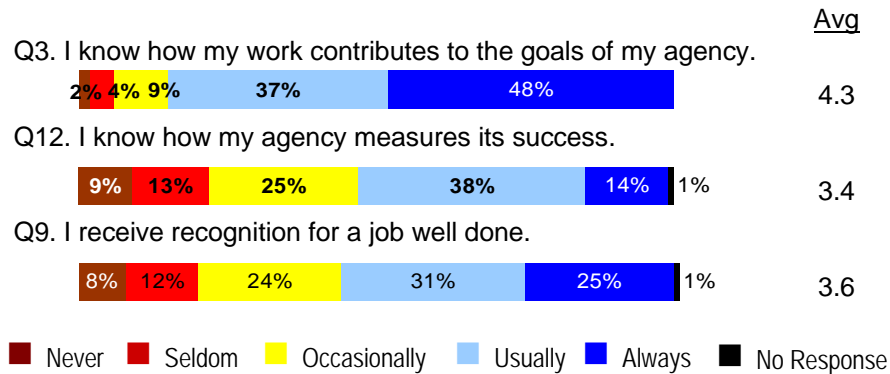 Avg
Q3. I know how my work contributes to the goals of my agency.
2% 4% 9% 37% 48% 4.3
Q12. I know how my agency measures its success.
9% 13% 25% 38% 14% 1% 3.4
Q9. I receive recognition for a job well done.
8% 12% 24% 31% 25% 1% 3.6
Never Seldom Occasionally Usually Always No Response